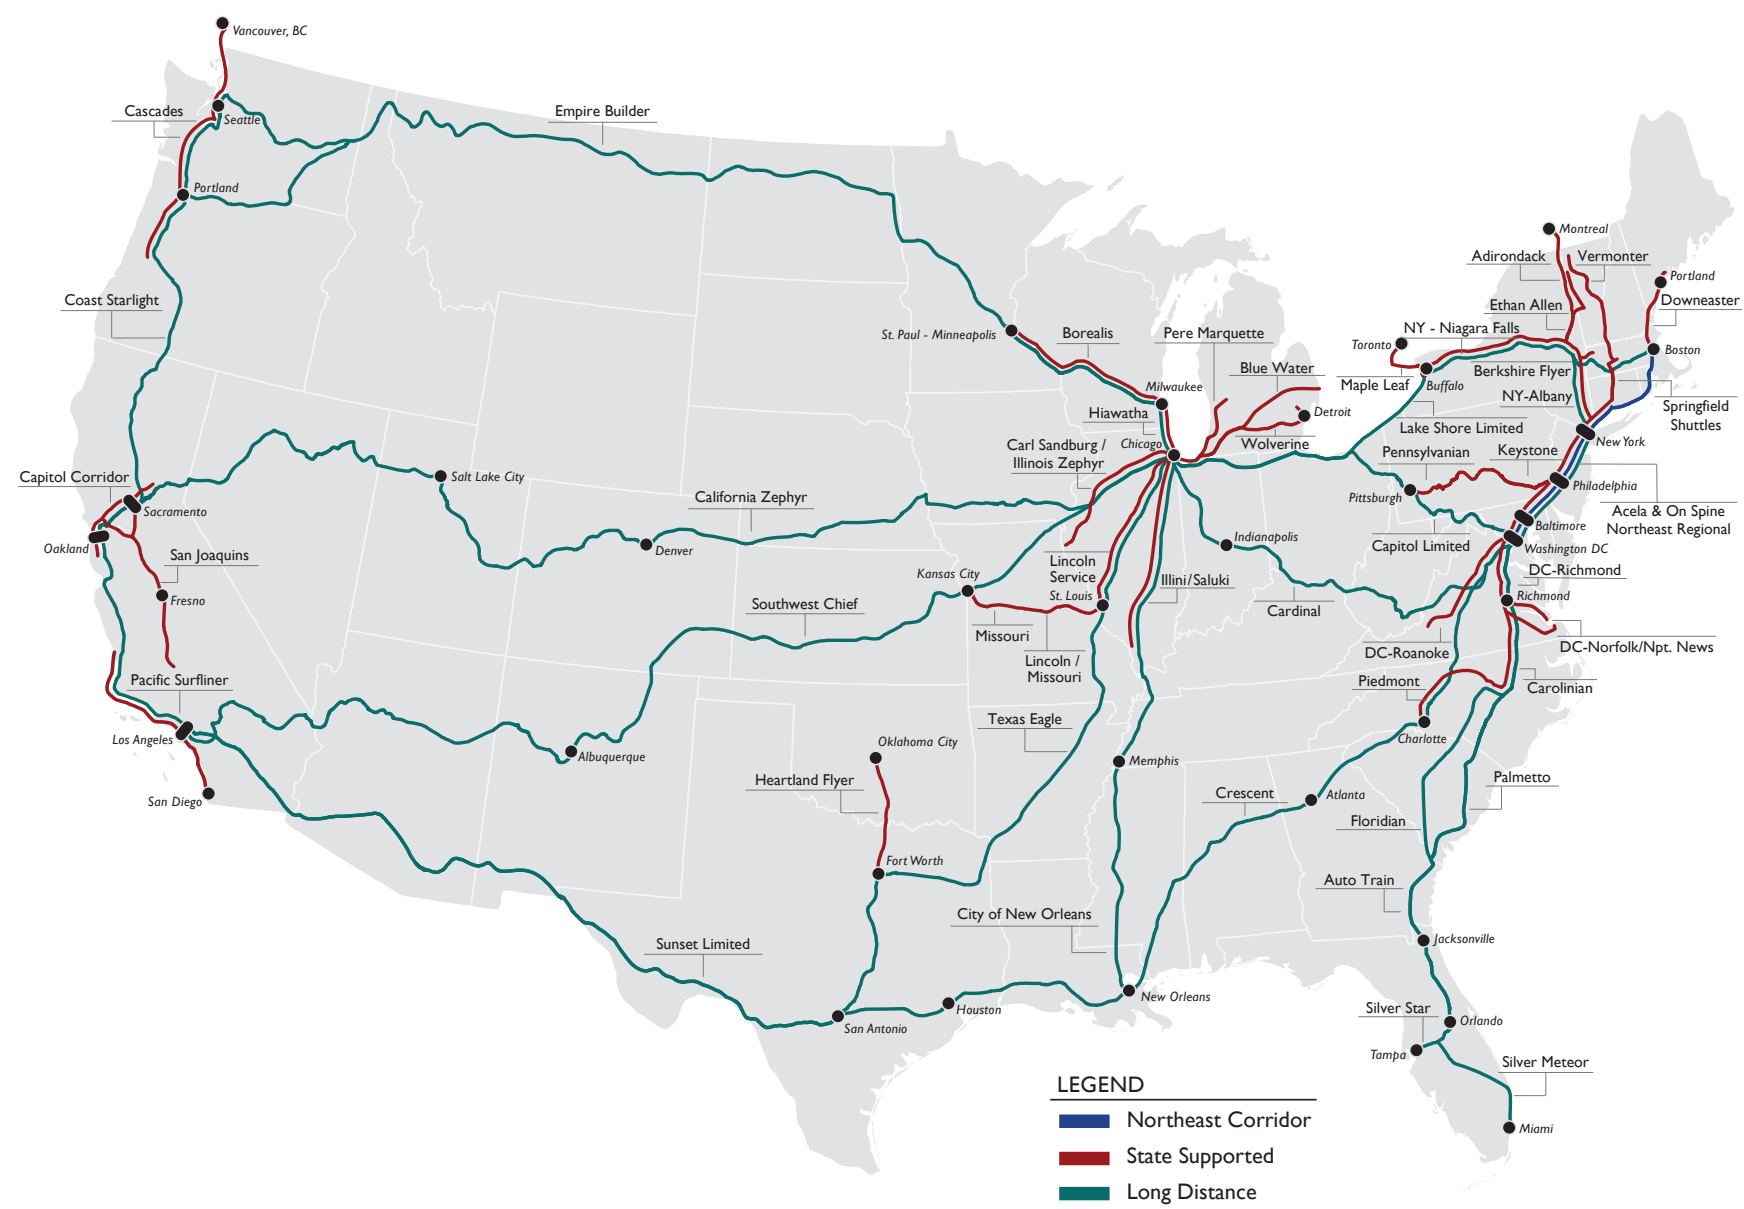 Vancouver, BC
Cascades
Seattle
Empire Builder
Portland
Coast Starlight
St. Paul - Minneapolis
Borealis
Pere Marquette
Blue Water
Milwaukee
Hiawatha
Detroit
Wolverine
Chicago
Carl Sandburg /
Illinois Zephyr
Montreal
Adirondack
Vermonter
Portland
Downeaster
Ethan Allen
NY - Niagara Falls
Toronto
Boston
Maple Leaf
Buffalo
Berkshire Flyer
NY-Albany
Springfield
Shuttles
Lake Shore Limited
New York
Pennsylvanian
Keystone
Pittsburgh
Philadelphia
Acela & On Spine
Northeast Regional
Baltimore
Capitol Limited
Washington DC
DC-Richmond
Richmond
DC-Norfolk/Npt. News
DC-Roanoke
Piedmont
Carolinian
Charlotte
Capitol Corridor
Sacramento
Salt Lake City
California Zephyr
Oakland
San Joaquins
Denver
Fresno
Lincoln
Service
St. Louis
Kansas City
Southwest Chief
Missouri
Lincoln /
Missouri
Illini/Saluki
Indianapolis
Cardinal
Pacific Surfliner
Los Angeles
San Diego
Albuquerque
Oklahoma City
Heartland Flyer
Texas Eagle
Memphis
Crescent
Atlanta
Floridian
Palmetto
Fort Worth
Auto Train
City of New Orleans
Jacksonville
Sunset Limited
San Antonio
Houston
New Orleans
Silver Star
Orlando
Tampa
Silver Meteor
Miami
LEGEND
Northeast Corridor
State Supported
Long Distance